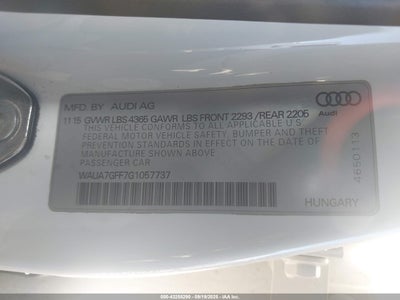 MFD. BY AUDI AG
11 15 GVWR LBS 4365 GAWR LBS FRONT 2293 / REAR 2205
THIS VEHICLE CONFORMS TO ALL APPLICABLE
FEDERAL MOTOR VEHICLE SAFETY, BUMPER AND THEFT
PREVENTION STANDARDS IN EFFECT ON THE
DATE OF MANUFACTURE SHOWN ABOVE.
PASSENGER CAR
WAUA7GFF7G1057737
Audi
4650113
HUNGARY